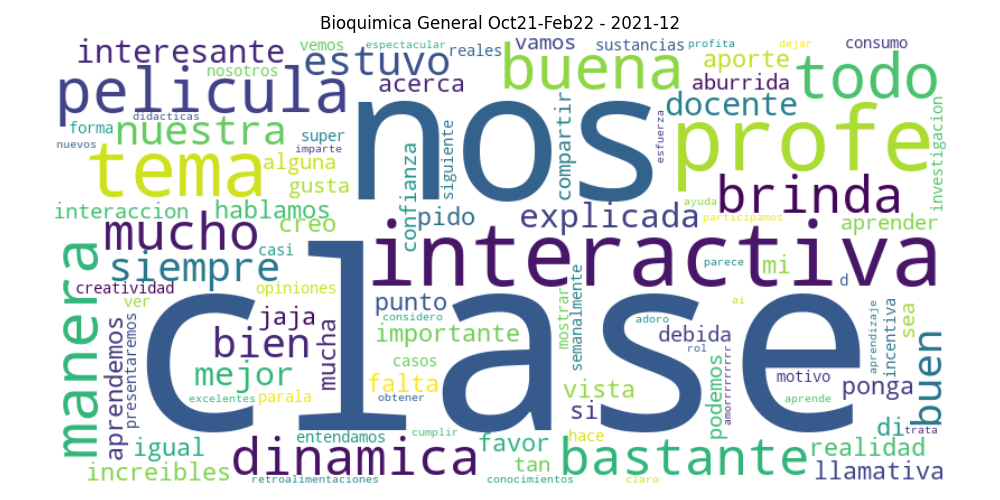 Bioquimica General Oct21-Feb22 - 2021-12
interesante vemos espectacular reales vamos sustancias profita dejar consumo
pelicula nosotros estuvo acerca buena aporte aburrida todo
forma didacticas nuestra super nos compartir docente profe
nuevos tema alguna imparte confianza siguiente esfuerza investigacion
gusta brinda ayuda
interaccion hablamos creo pido explicada participamos aprender
manera mucho siempre casi interactiva parece mi d
creatividad ver opiniones punto semanalmente mostrar ai sea
aprendemos presentaremos bien jaja mucha considero importante adoro debida rol aprendizaje incentiva buen
mejor clase casos falta vista podemos amorrrrrrrr motivo ponga
excelentes parala obtener si aprende
igual entendamos cumplir favor hace di trata
increibles dinamica tan bastante realidad llamativa
retroalimentaciones conocimientos claro